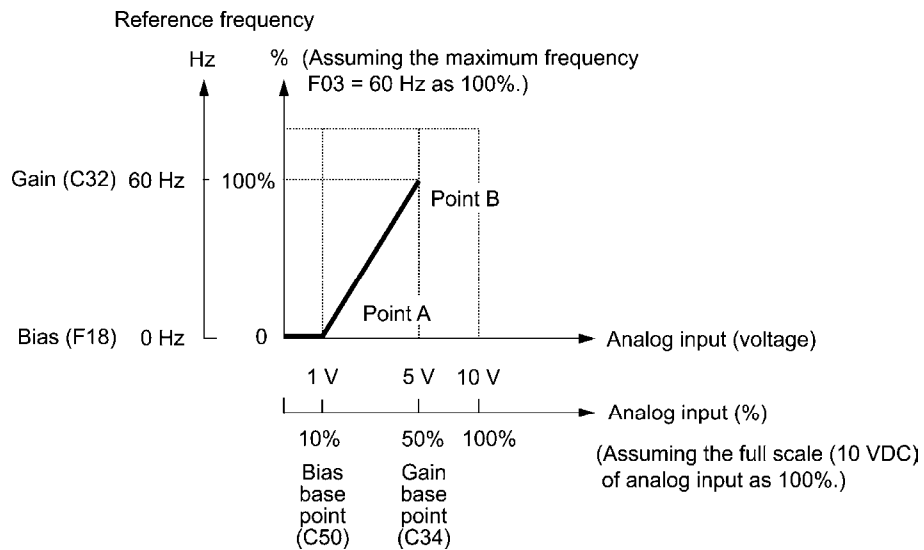 Reference frequency
Hz
% (Assuming the maximum frequency
F03 = 60 Hz as 100%.)
Gain (C32) 60 Hz 100%
Point B
Point A
Bias (F18) 0 Hz 0
Analog input (voltage)
1 V 5 V 10 V
Analog input (%)
10% 50% 100%
(Assuming the full scale (10 VDC)
of analog input as 100%.)
Bias
base
point
(C50)
Gain
base
point
(C34)